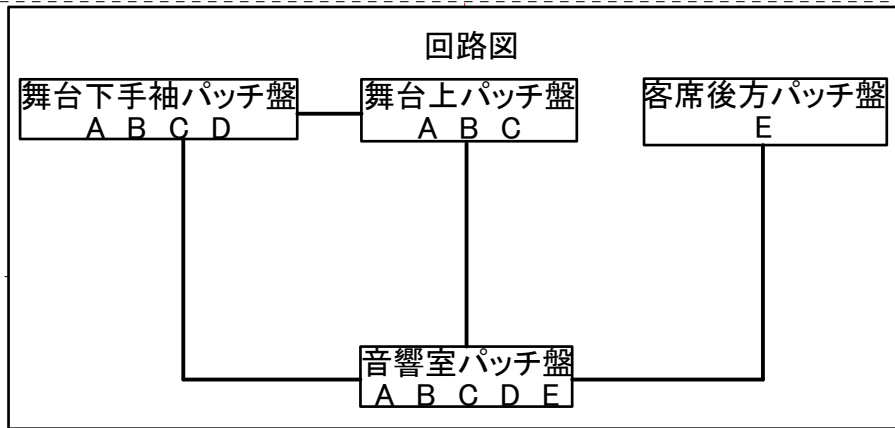 回路図
舞台下手袖パッチ盤
A B C D
舞台上パッチ盤
A B C
客席後方パッチ盤
E
音響室パッチ盤
A B C D E